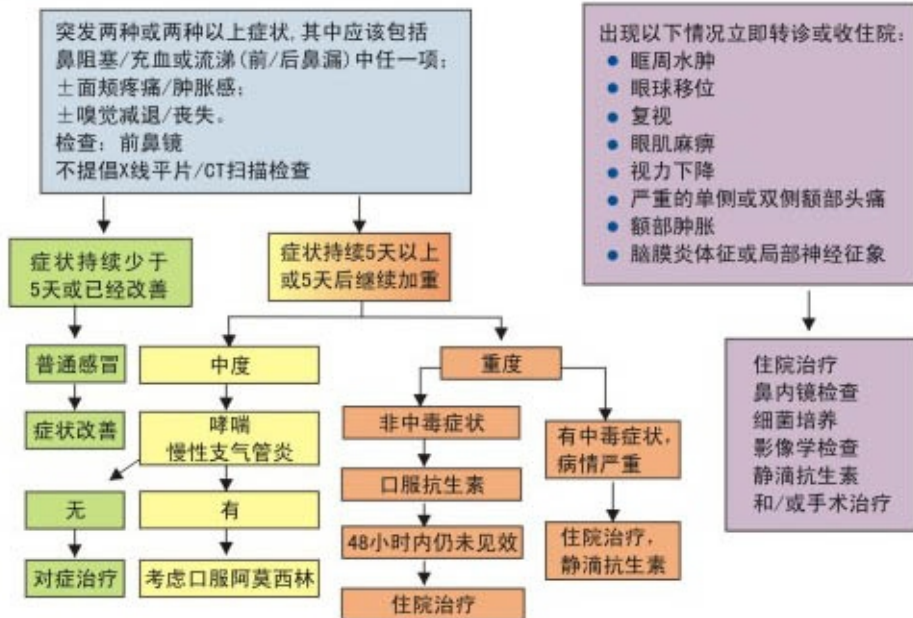 突发两种或两种以上症状,其中应该包括
鼻阻塞/充血或流涕(前/后鼻漏)中任一项;
±面颊疼痛/肿胀感;
±嗅觉减退/丧失。
检查: 前鼻镜
不提倡X线平片/CT扫描检查
症状持续少于
5天或已经改善
症状持续5天以上
或5天后继续加重
普通感冒
症状改善
中度
哮喘
慢性支气管炎
无
有
对症治疗
考虑口服阿莫西林
重度
非中毒症状
口服抗生素
48小时内仍未见效
住院治疗
有中毒症状,
病情严重
住院治疗,
静滴抗生素
出现以下情况立即转诊或收住院:
● 眶周水肿
● 眼球移位
● 复视
● 眼肌麻痹
● 视力下降
● 严重的单侧或双侧额部头痛
● 额部肿胀
● 脑膜炎体征或局部神经征象
住院治疗
鼻内镜检查
细菌培养
影像学检查
静滴抗生素
和/或手术治疗